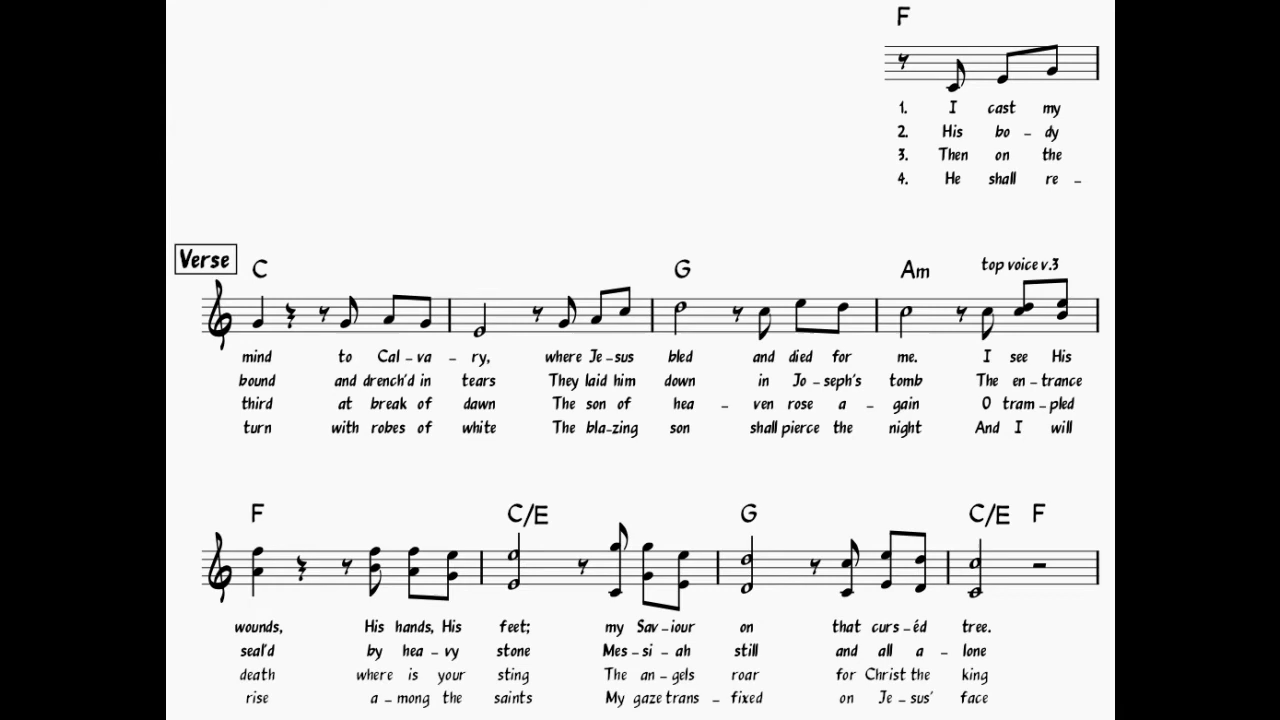 F
1. I cast my
2. His bo - dy
3. Then on the
4. He shall re -
Verse
C G Am top voice v.3
mind to Cal - va - ry, where Je - sus bled and died for me. I see His
bound and drench'd in tears They laid him down in Jo - seph's tomb The en - trance
third at break of dawn The son of hea - ven rose a - gain O tram - pled
turn with robes of white The bla - zing son shall pierce the night And I will
F C/E G C/E F
wounds, His hands, His feet; my Sav - iour on that curs - éd tree.
seal'd by hea - vy stone Mes - si - ah still and all a - lone
death where is your sting The an - gels roar for Christ the king
rise a - mong the saints My gaze trans - fixed on Je - sus' face